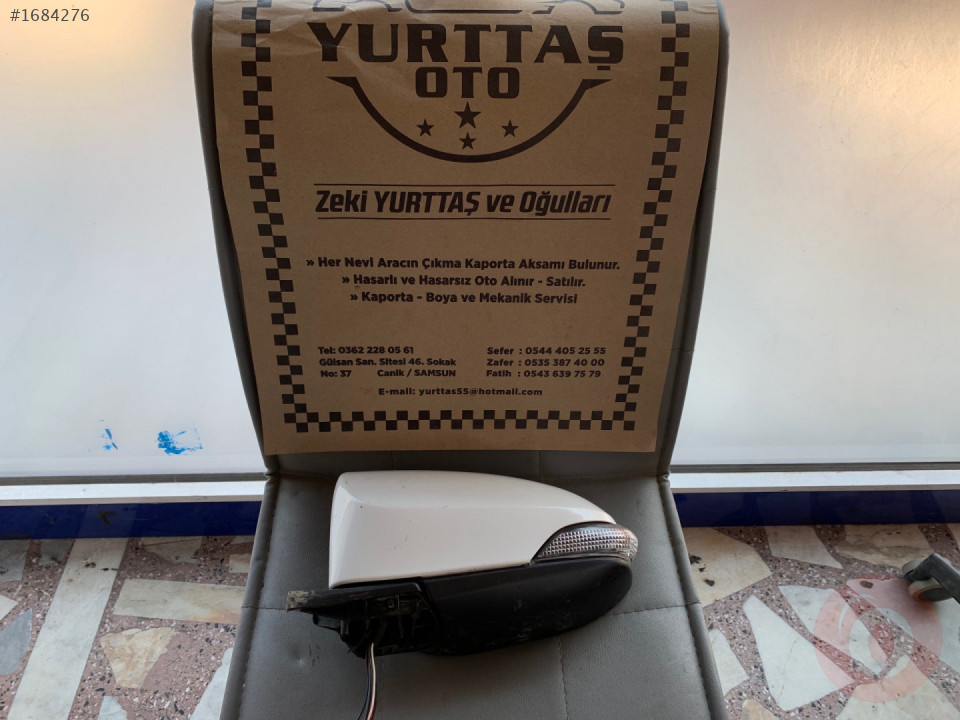 #1684276
YURTTAŞ
OTO
Zeki YURTTAŞ ve Oğulları
» Her Nevi Aracın Çıkma Kaporta Aksamı Bulunur.
» Hasarlı ve Hasarsız Oto Alınır - Satılır.
» Kaporta - Boya ve Mekanik Servisi
Tel: 0362 228 05 61
Gülsan San. Sitesi 46. Sokak
No: 37 Canik / SAMSUN
Sefer : 0544 405 25 55
Zafer : 0535 387 40 00
Fatih : 0543 639 75 79
E-mail: yurttas55@hotmail.com